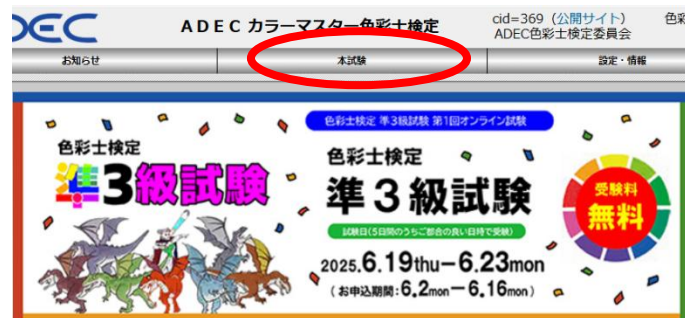 DEC
ADEC カラーマスター色彩士検定
cid=369（公開サイト）
ADEC色彩士検定委員会
色彩
お知らせ
本試験
設定・情報
色彩士検定 準3級試験 第1回オンライン試験
色彩士検定
準3級試験
色彩士検定
準３級試験
試験日(5日間のうちご都合の良い日時で受験)
2025.6.19thu－6.23mon
（お申込期間：6.2mon－6.16mon）
受験料
無料